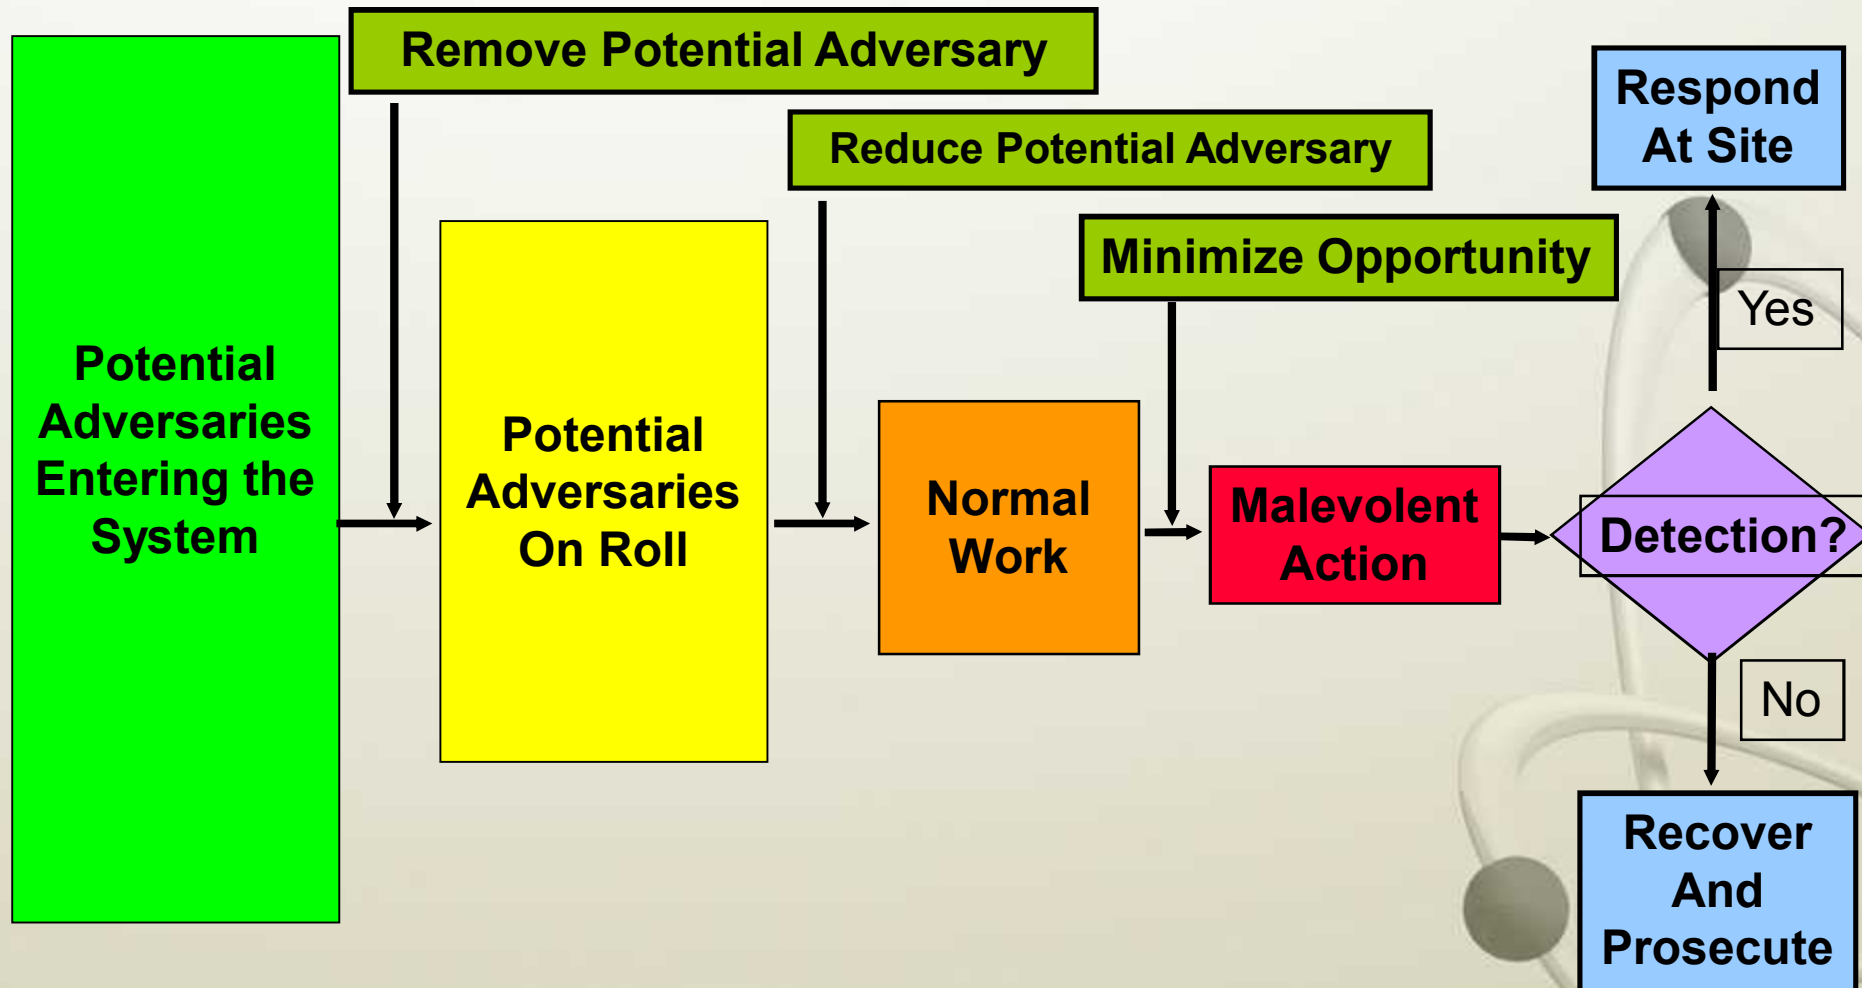 Remove Potential Adversary
Reduce Potential Adversary
Minimize Opportunity
Respond
At Site
Yes
Potential
Adversaries
Entering the
System
Potential
Adversaries
On Roll
Normal
Work
Malevolent
Action
Detection?
No
Recover
And
Prosecute